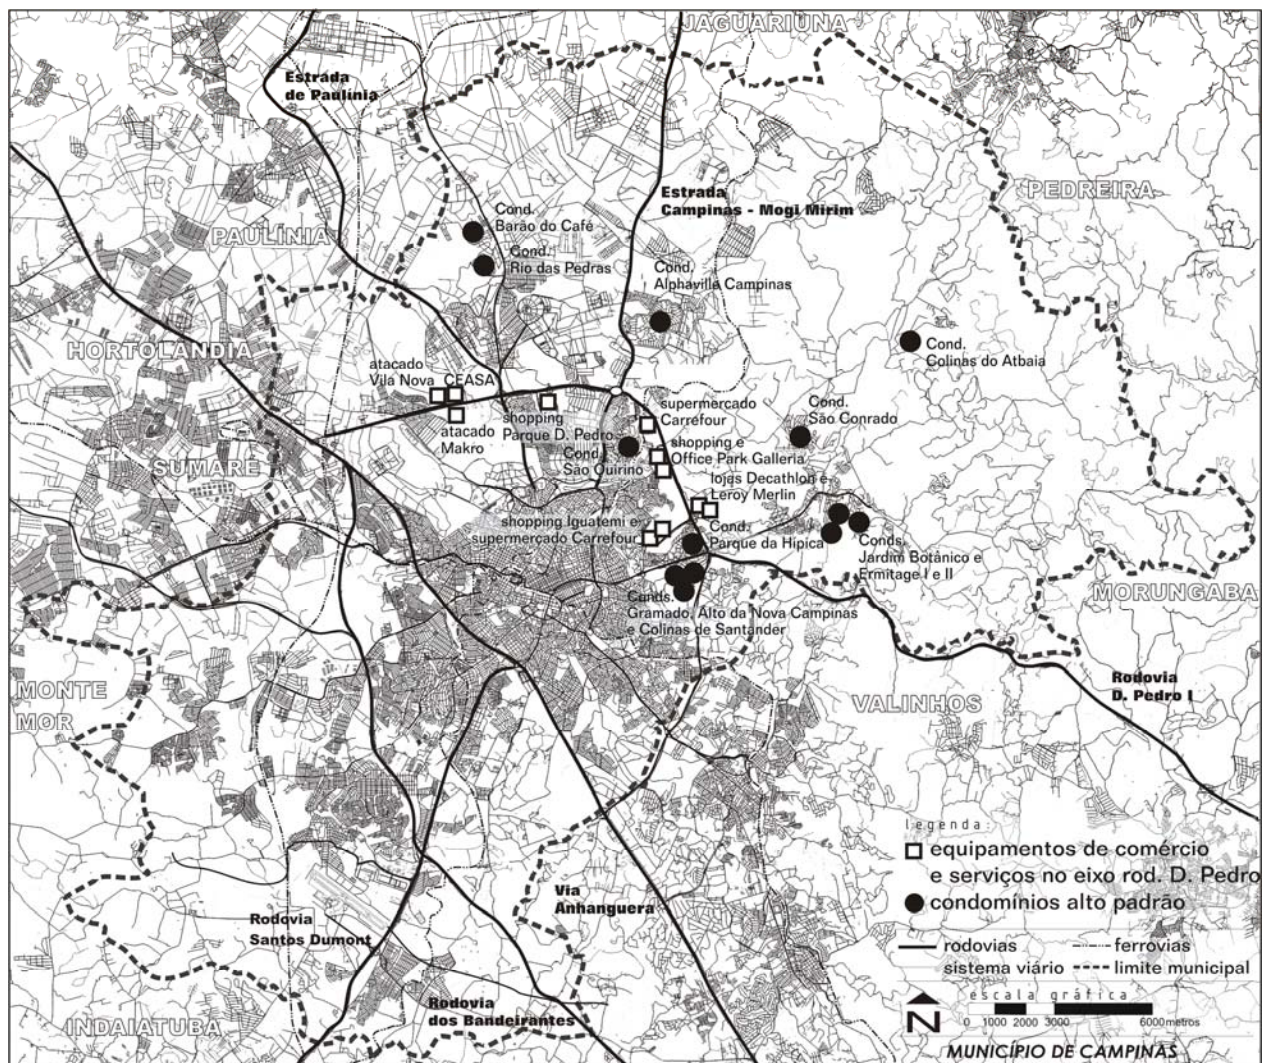 JAGUARIÚNA
Estrada
de Paulínia
PEDREIRA
Estrada
Campinas - Mogi Mirim
Cond.
Barão do Café
PAULÍNIA
Cond.
Rio das Pedras
Cond.
Alphaville Campinas
HORTOLANDIA
Cond.
Colinas do Atbaia
atacado
Vila Nova
CEASA
supermercado
Carrefour
Cond.
São Conrado
atacado
Makro
shopping
Parque D. Pedro
Cond.
São Quirino
shopping e
Office Park Galleria
SUMARÉ
lojas Decathlon e
Leroy Merlin
shopping Iguatemi e
supermercado Carrefour
Cond.
Parque da Hípica
Conds.
Jardim Botânico e
Ermitage I e II
MORUNGABA
Conds.
Gramado, Alto da Nova Campinas
e Colinas de Santander
MONTE
MOR
Rodovia
D. Pedro I
VALINHOS
legenda:
equipamentos de comércio
e serviços no eixo rod. D. Pedro
condomínios alto padrão
Via
Anhanguera
Rodovia
Santos Dumont
rodovias
ferrovias
sistema viário
limite municipal
Rodovia
dos Bandeirantes
INDAIATUBA
N
escala gráfica
0 1000 2000 3000 6000metros
MUNICÍPIO DE CAMPINAS